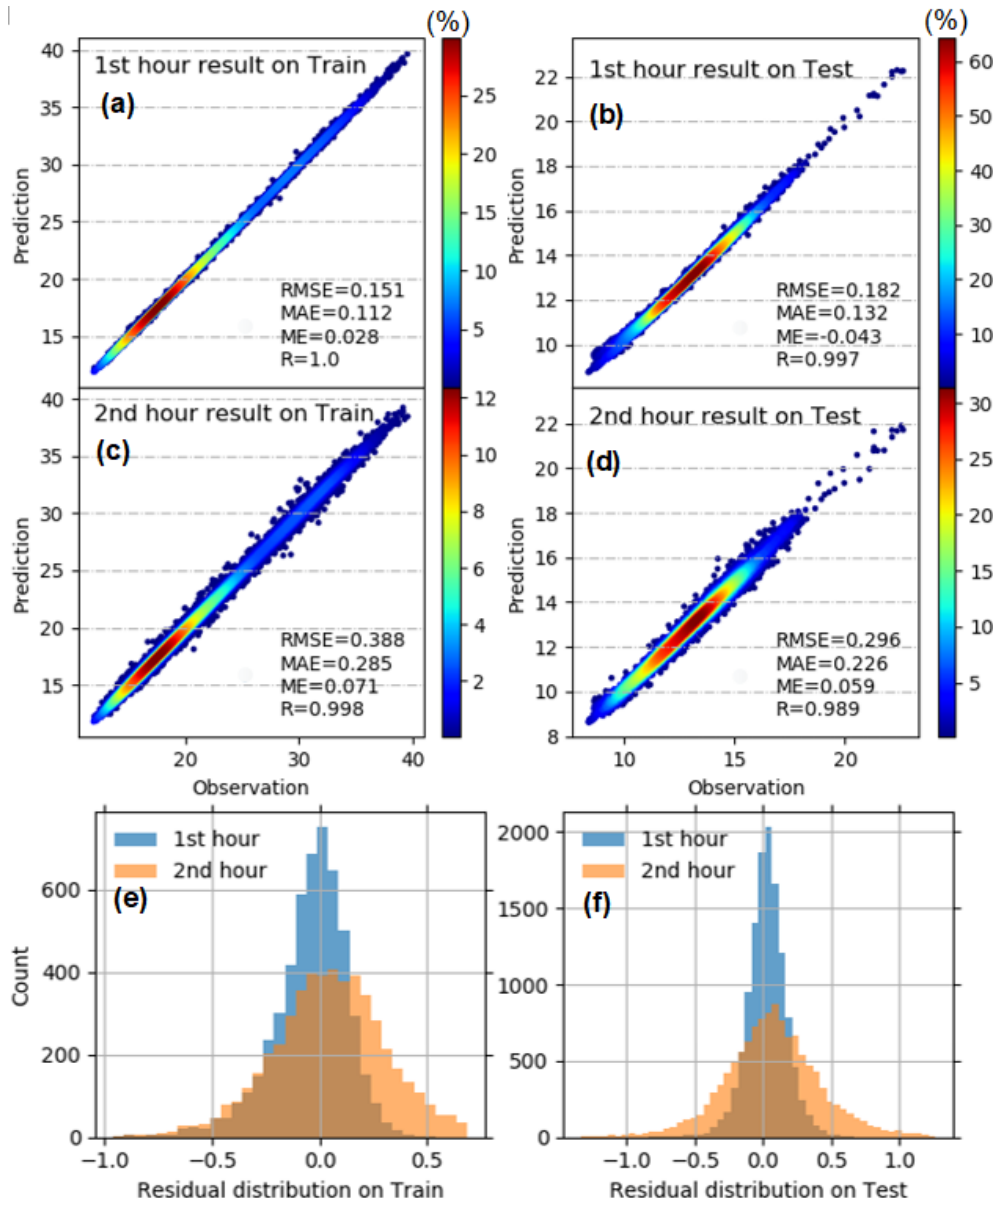 (%)
(%)
1st hour result on Train
(a)
40
35
30
25
20
15
Prediction
RMSE=0.151
MAE=0.112
ME=0.028
R=1.0
25
20
15
10
5
1st hour result on Test
(b)
22
20
18
16
14
12
10
Prediction
RMSE=0.182
MAE=0.132
ME=-0.043
R=0.997
60
50
40
30
20
10
2nd hour result on Train
(c)
40
35
30
25
20
15
Prediction
RMSE=0.388
MAE=0.285
ME=0.071
R=0.998
20
30
40
Observation
12
10
8
6
4
2
2nd hour result on Test
(d)
22
20
18
16
14
12
10
8
Prediction
RMSE=0.296
MAE=0.226
ME=0.059
R=0.989
10
15
20
Observation
30
25
20
15
10
5
1st hour
2nd hour
(e)
600
400
200
0
Count
−1.0
−0.5
0.0
0.5
Residual distribution on Train
1st hour
2nd hour
(f)
2000
1500
1000
500
0
−1.0
−0.5
0.0
0.5
1.0
Residual distribution on Test